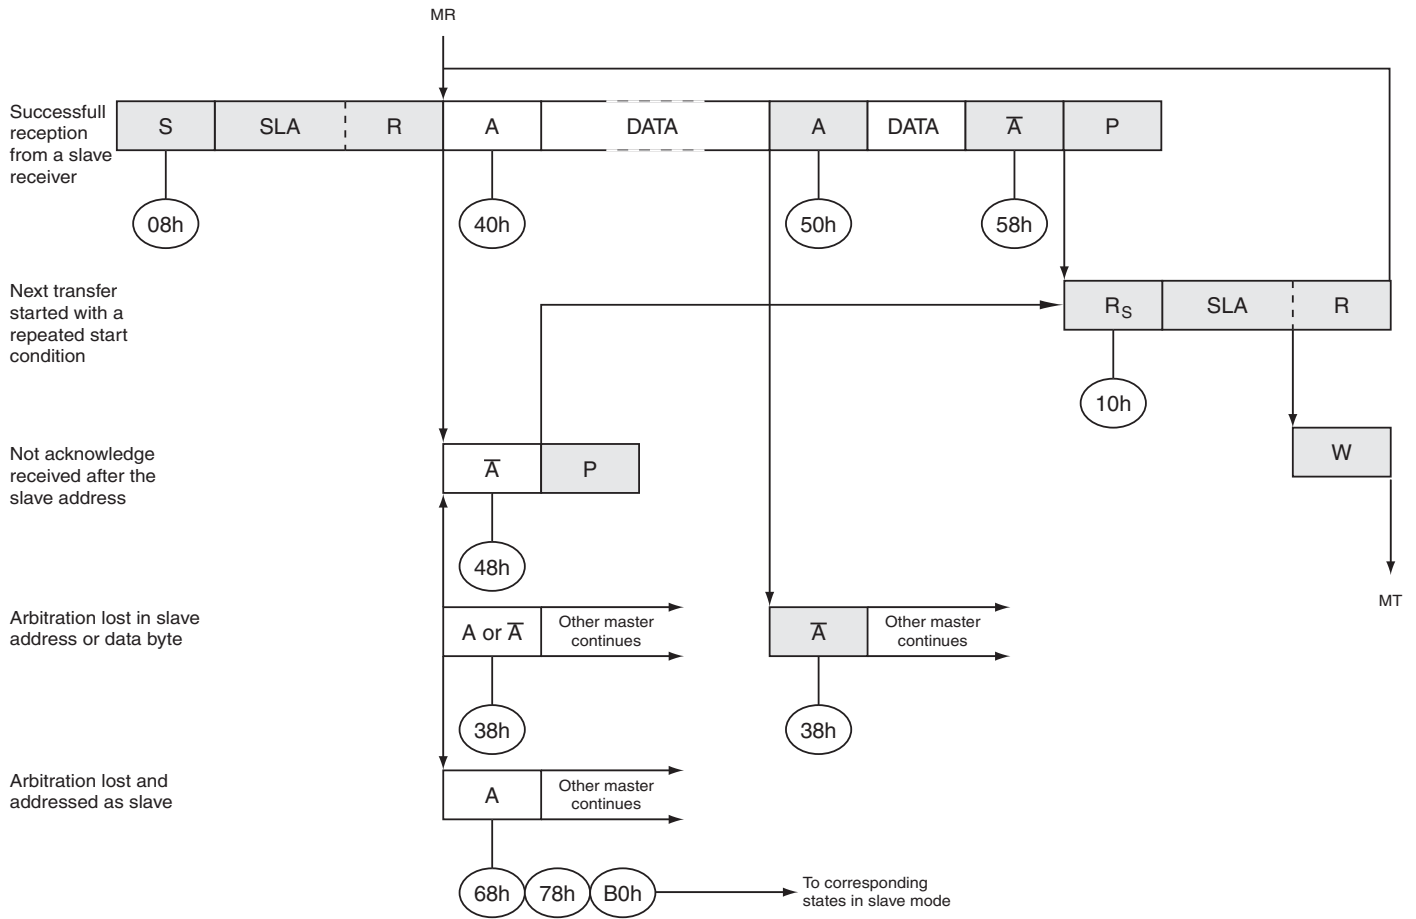 MR
Successfull
reception
from a slave
receiver
S SLA R A DATA A DATA A̅ P
08h 40h 50h 58h
Next transfer
started with a
repeated start
condition
RS SLA R
10h
W
MT
Not acknowledge
received after the
slave address
A̅ P
48h
Arbitration lost in slave
address or data byte
A or A̅
Other master
continues
38h
A̅
Other master
continues
38h
Arbitration lost and
addressed as slave
A
Other master
continues
68h 78h B0h
To corresponding
states in slave mode